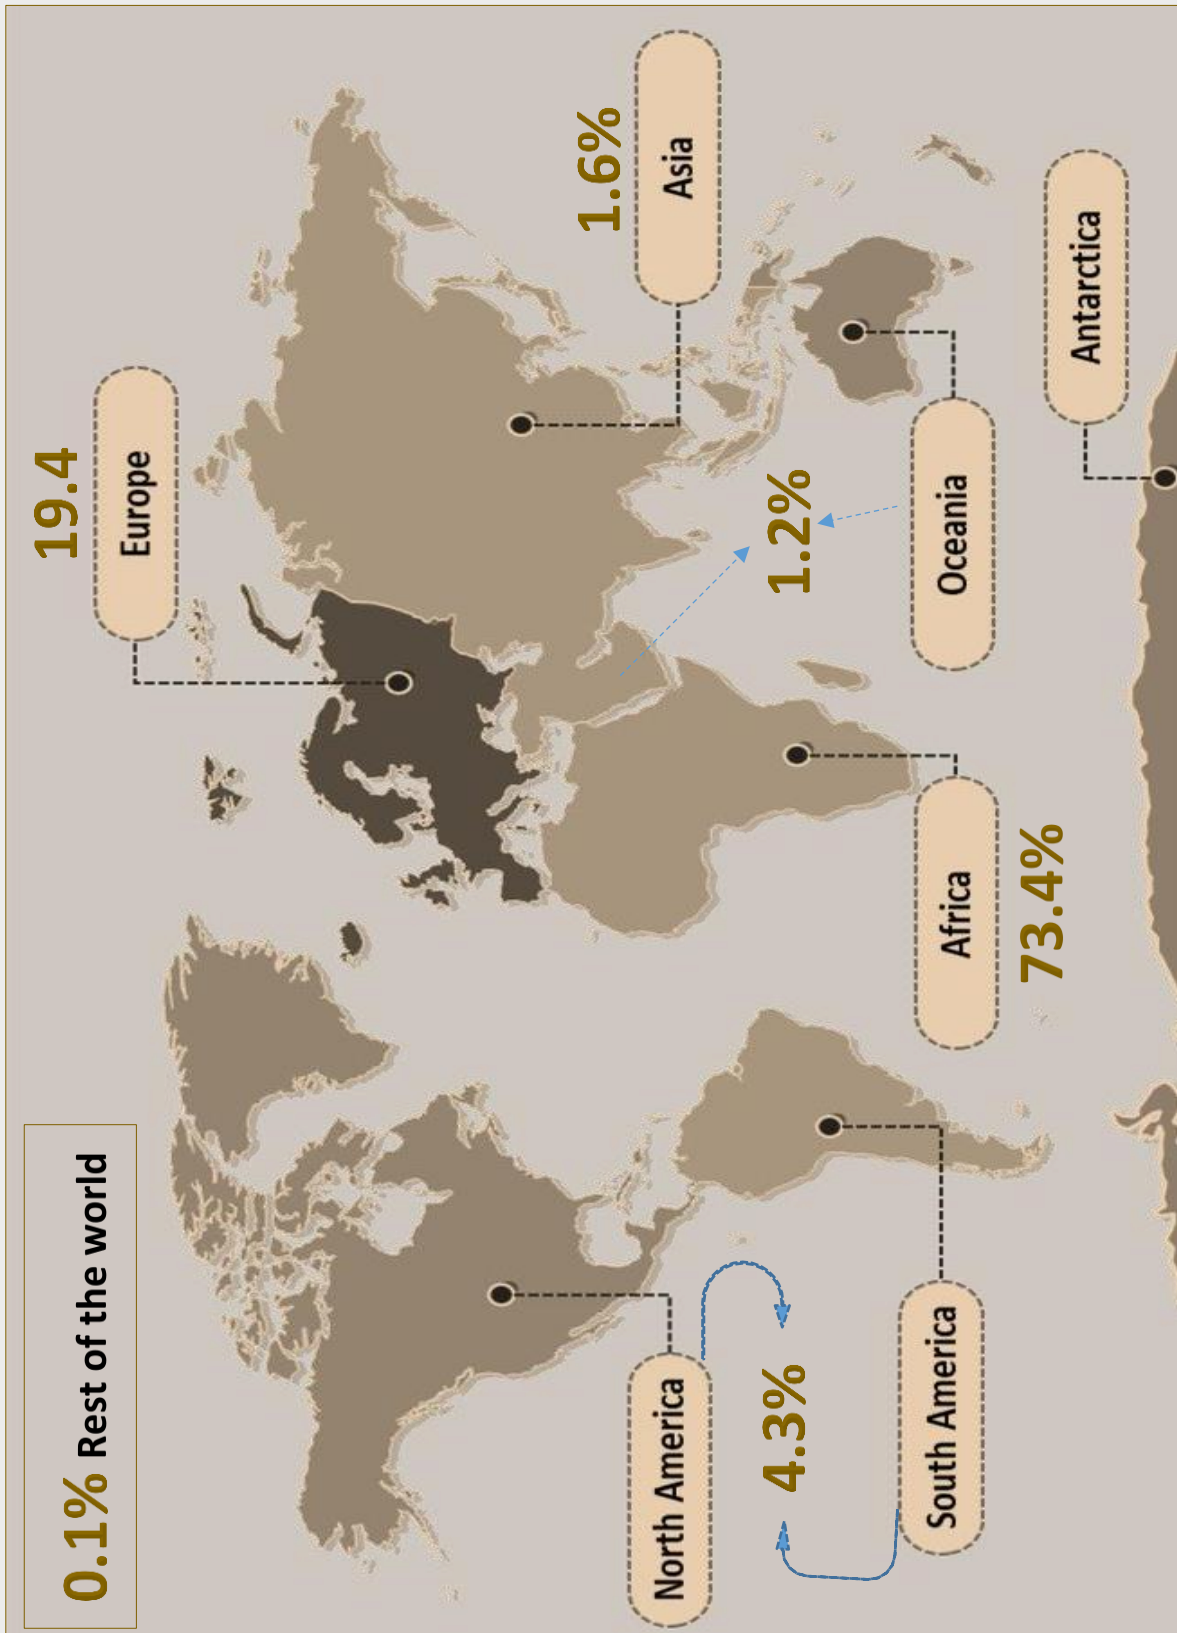 0.1% Rest of the world
19.4
Europe
1.6%
Asia
North America
4.3%
South America
1.2%
Oceania
Africa
73.4%
Antarctica